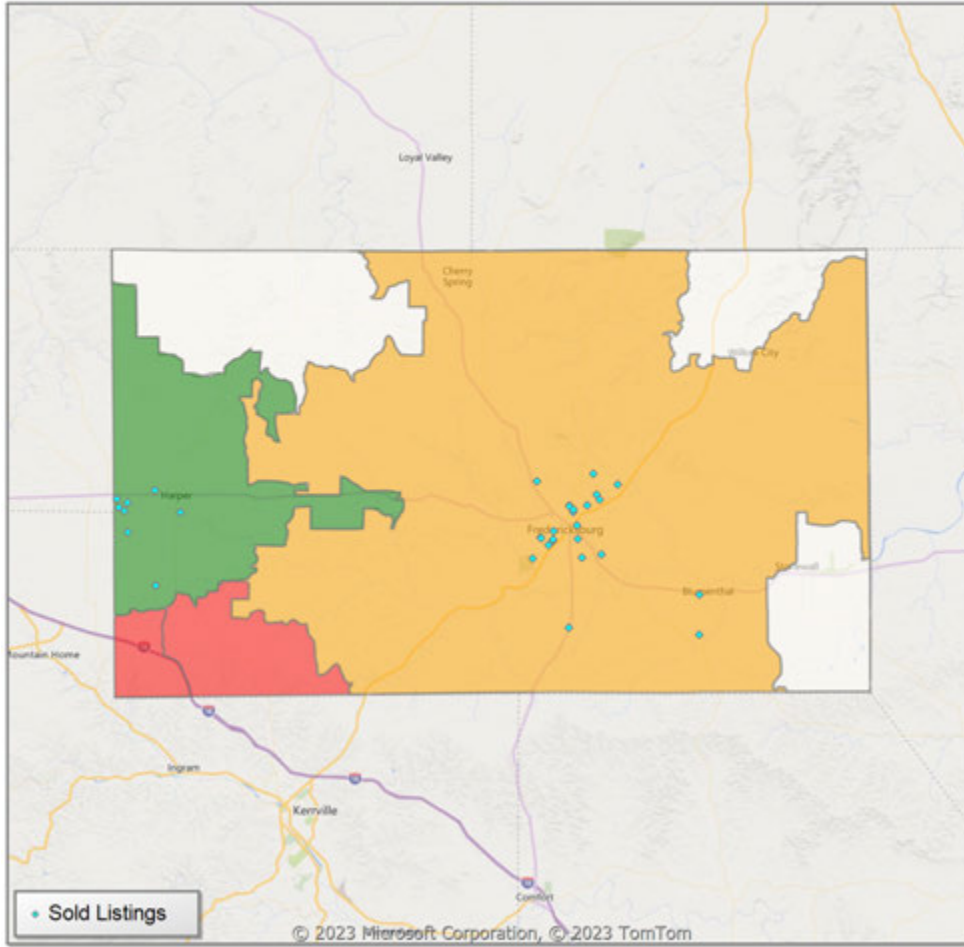 Loyal Valley
Cherry
Spring
Willow City
Harper
Fredericksburg
Stonewall
Blumenthal
Mountain Home
Ingram
Kerrville
Comfort
Sold Listings
© 2023 Microsoft Corporation, © 2023 TomTom